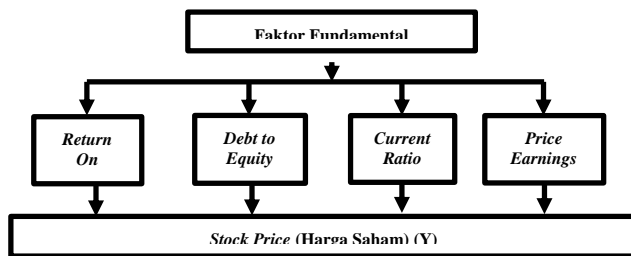 Faktor Fundamental
Return
On
Debt to
Equity
Current
Ratio
Price
Earnings
Stock Price (Harga Saham) (Y)